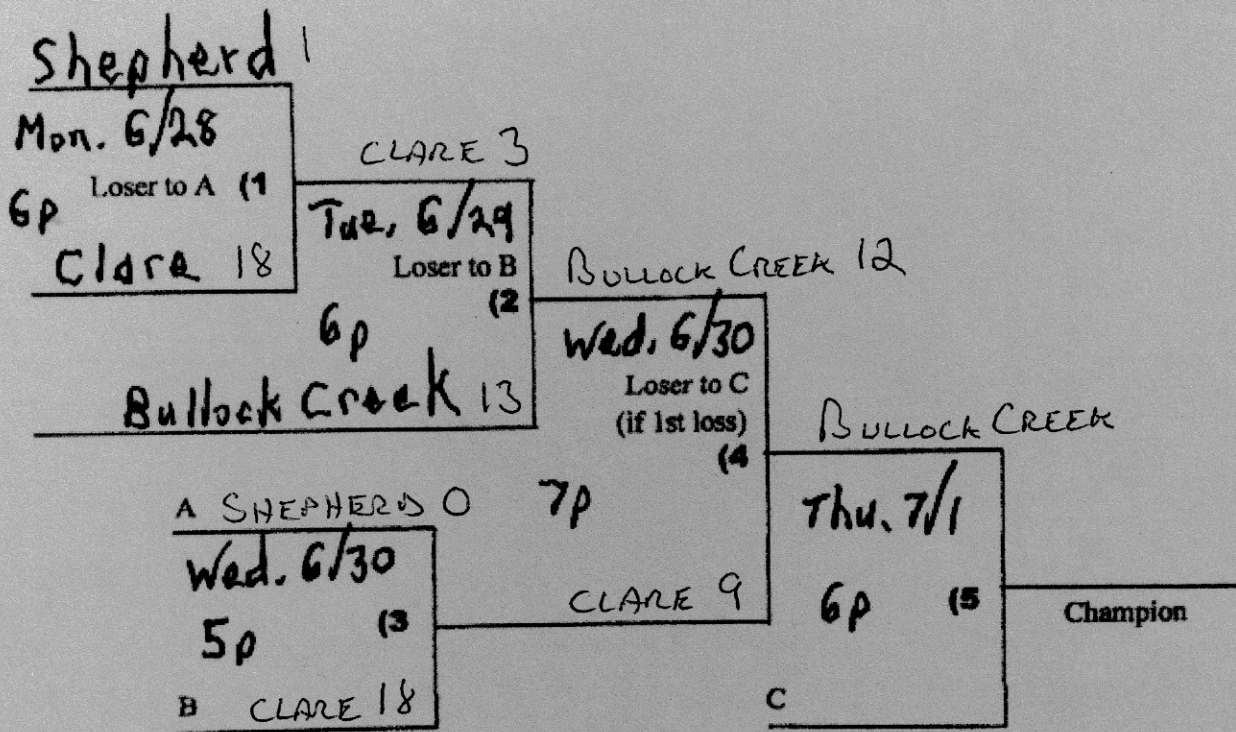 Shepherd 1
Mon. 6/28
Loser to A (1
6p
Clare 18
CLARE 3
Tue, 6/29
Loser to B
(2
6p
Bullock Creek 13
BULLOCK CREEK 12
Wed, 6/30
Loser to C
(if 1st loss)
(4
7p
A SHEPHERD 0
Wed. 6/30
5p (3
B CLARE 18
CLARE 9
BULLOCK CREEK
Thu. 7/1
6p (5
C
Champion